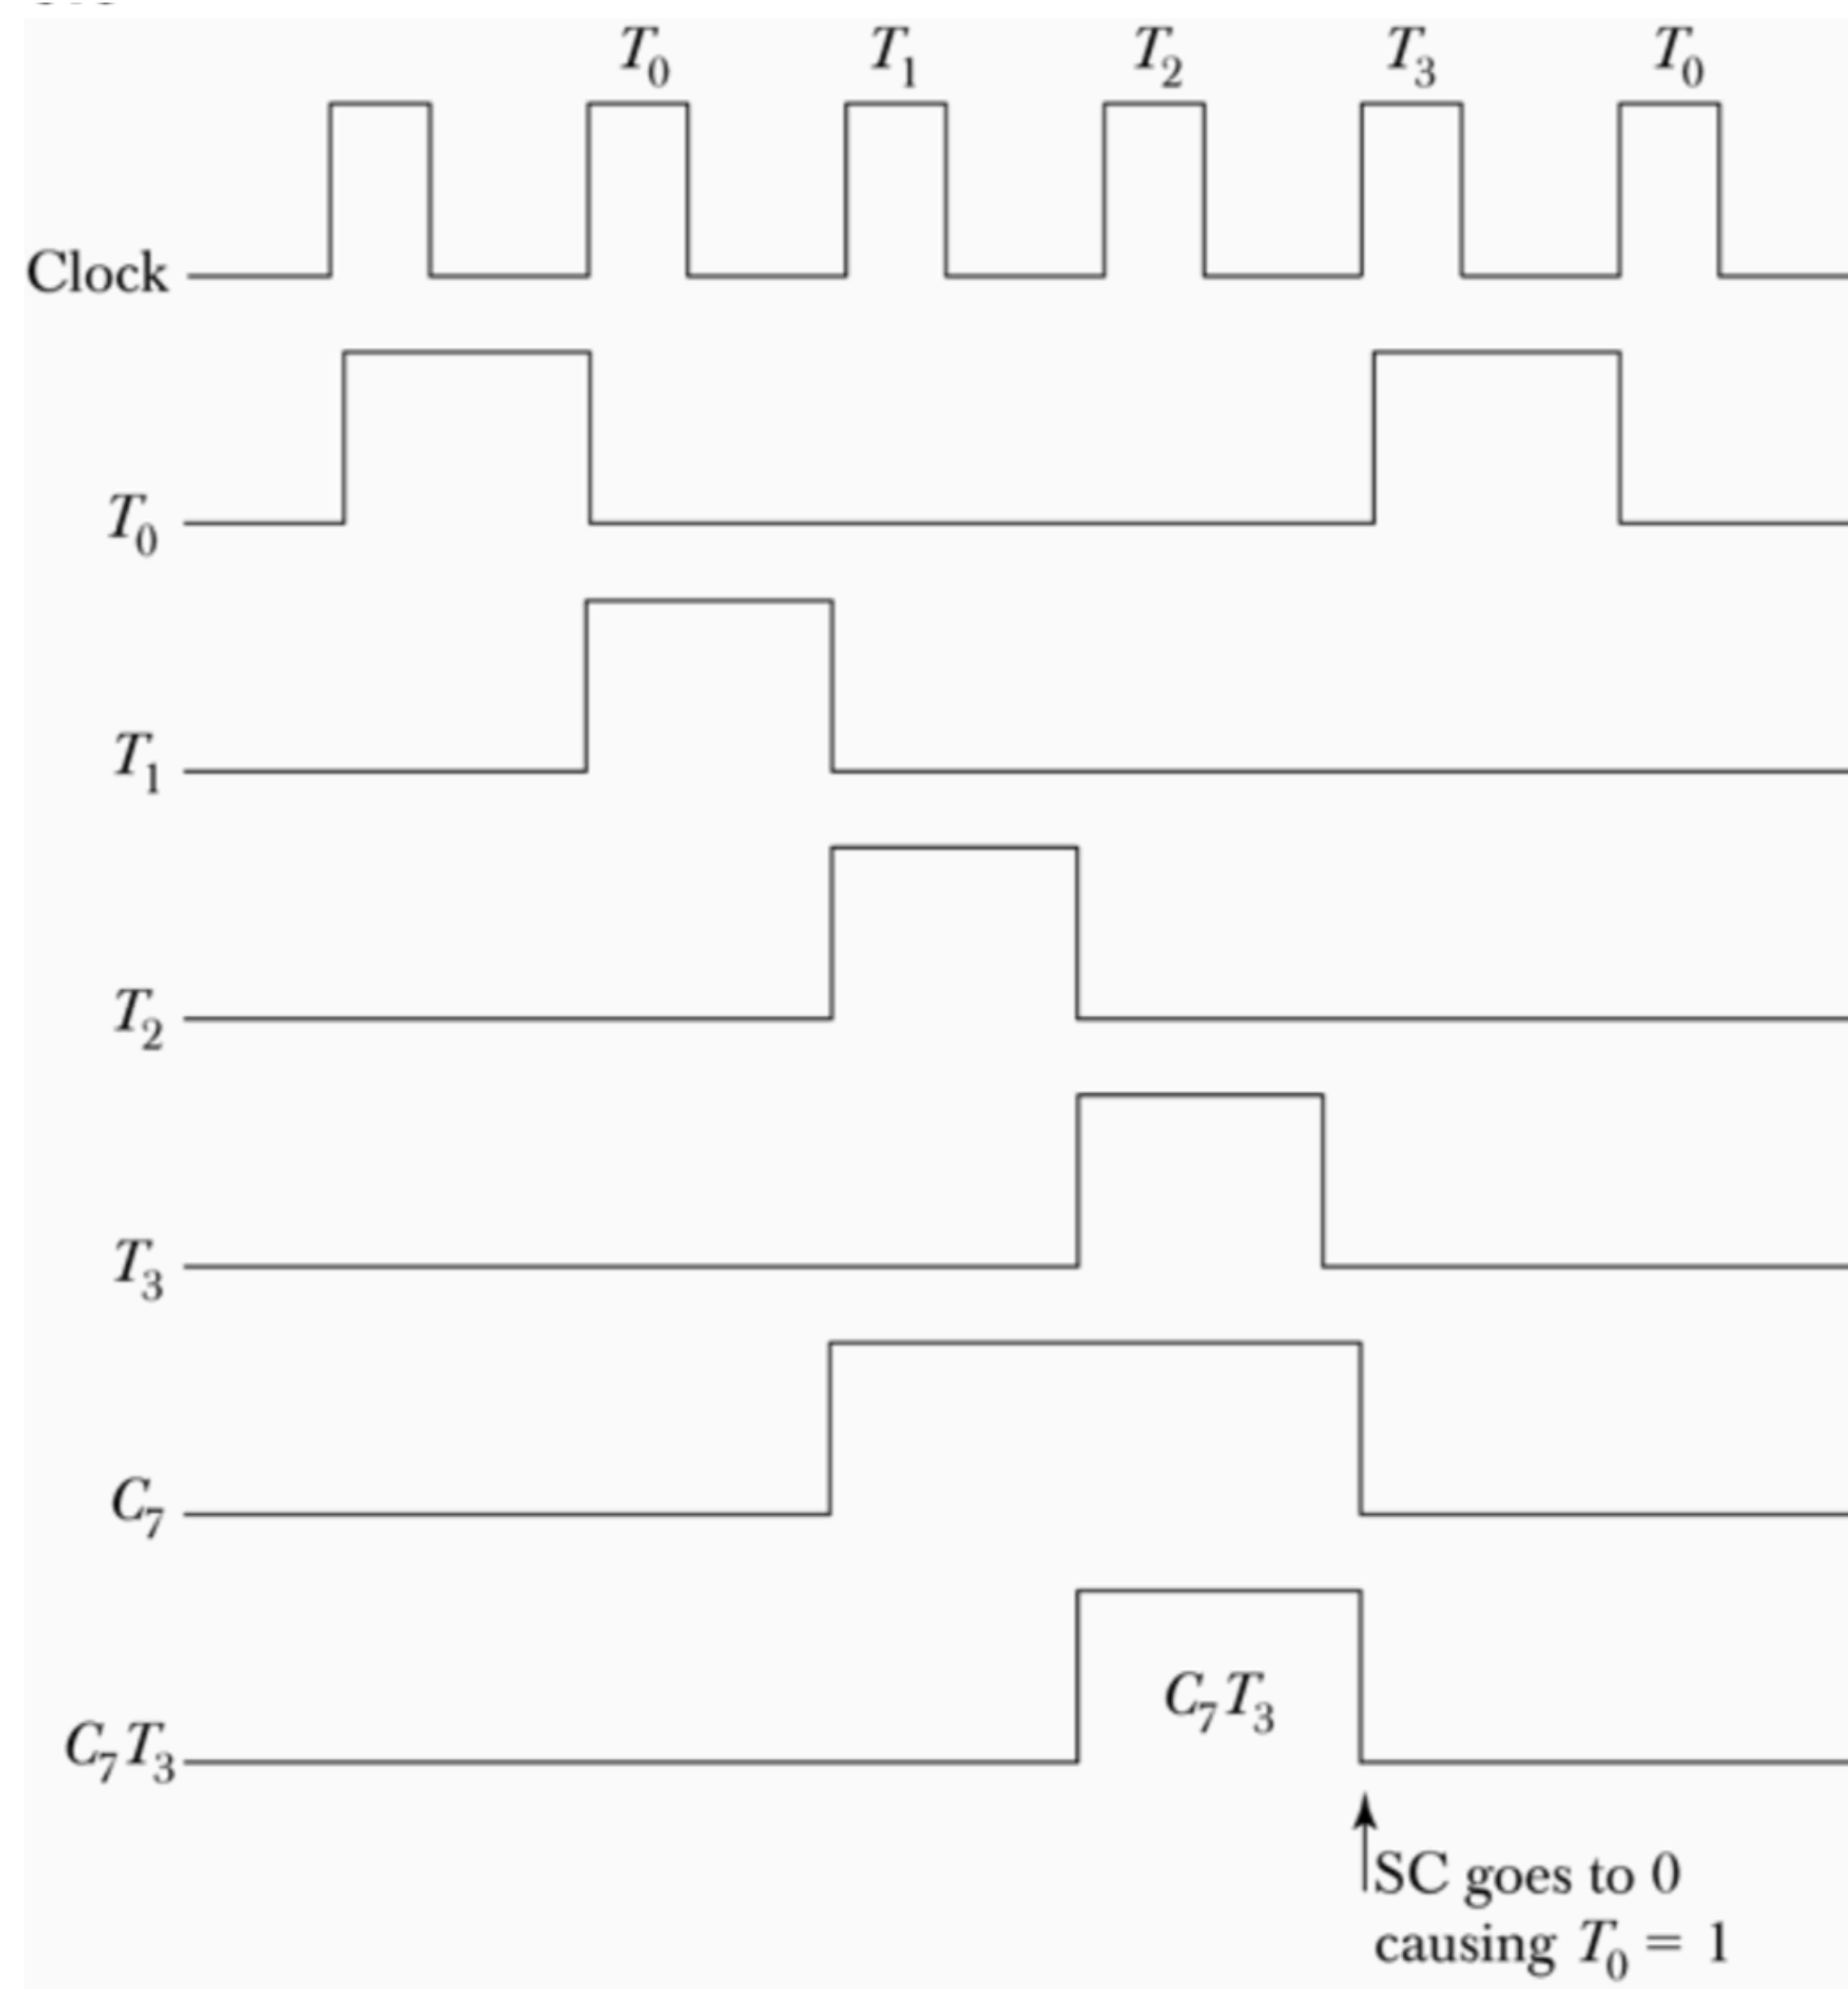 T₀ T₁ T₂ T₃ T₀
Clock
T₀
T₁
T₂
T₃
C₇
C₇T₃
C₇T₃
SC goes to 0
causing T₀ = 1